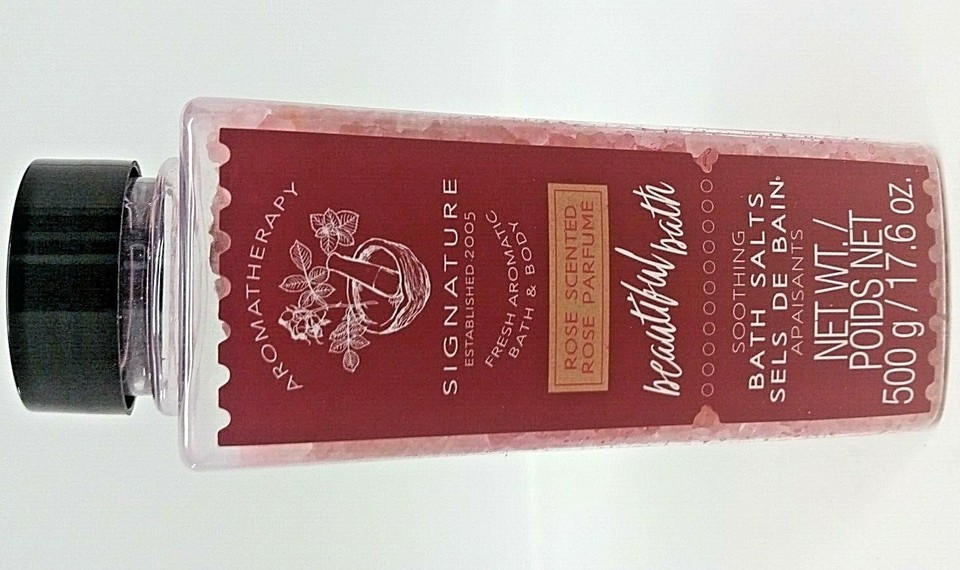 AROMATHERAPY
SIGNATURE
ESTABLISHED 2005
FRESH AROMATIC
BATH & BODY
ROSE SCENTED
ROSE PARFUME
beautiful bath
SOOTHING
BATH SALTS
SELS DE BAIN
APAISANTS
NET WT./
POIDS NET
500 g / 17.6 oz.